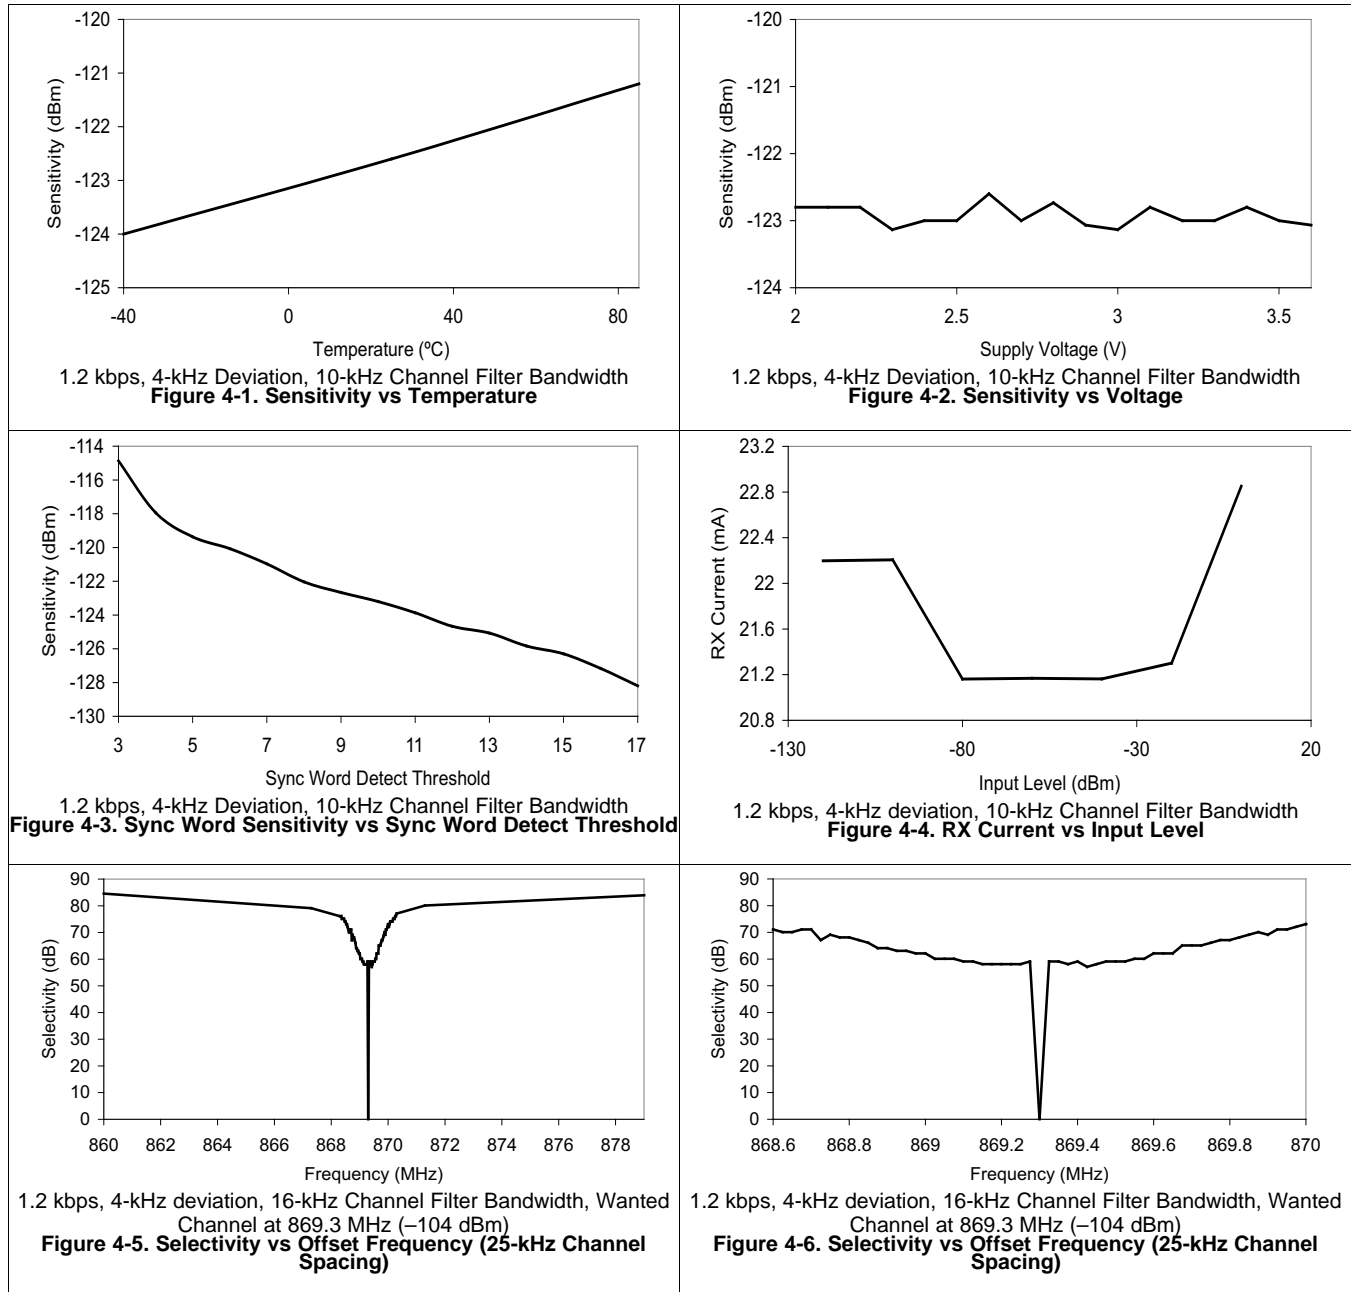 -120
-121
-122
-123
-124
-125
Sensitivity (dBm)
-40 0 40 80
Temperature (ºC)
1.2 kbps, 4-kHz Deviation, 10-kHz Channel Filter Bandwidth
Figure 4-1. Sensitivity vs Temperature
-120
-121
-122
-123
-124
Sensitivity (dBm)
2 2.5 3 3.5
Supply Voltage (V)
1.2 kbps, 4-kHz Deviation, 10-kHz Channel Filter Bandwidth
Figure 4-2. Sensitivity vs Voltage
-114
-116
-118
-120
-122
-124
-126
-128
-130
Sensitivity (dBm)
3 5 7 9 11 13 15 17
Sync Word Detect Threshold
1.2 kbps, 4-kHz Deviation, 10-kHz Channel Filter Bandwidth
Figure 4-3. Sync Word Sensitivity vs Sync Word Detect Threshold
23.2
22.8
22.4
22
21.6
21.2
20.8
RX Current (mA)
-130 -80 -30 20
Input Level (dBm)
1.2 kbps, 4-kHz deviation, 10-kHz Channel Filter Bandwidth
Figure 4-4. RX Current vs Input Level
90
80
70
60
50
40
30
20
10
0
Selectivity (dB)
860 862 864 866 868 870 872 874 876 878
Frequency (MHz)
1.2 kbps, 4-kHz deviation, 16-kHz Channel Filter Bandwidth, Wanted
Channel at 869.3 MHz (–104 dBm)
Figure 4-5. Selectivity vs Offset Frequency (25-kHz Channel
Spacing)
90
80
70
60
50
40
30
20
10
0
Selectivity (dB)
868.6 868.8 869 869.2 869.4 869.6 869.8 870
Frequency (MHz)
1.2 kbps, 4-kHz deviation, 16-kHz Channel Filter Bandwidth, Wanted
Channel at 869.3 MHz (–104 dBm)
Figure 4-6. Selectivity vs Offset Frequency (25-kHz Channel
Spacing)